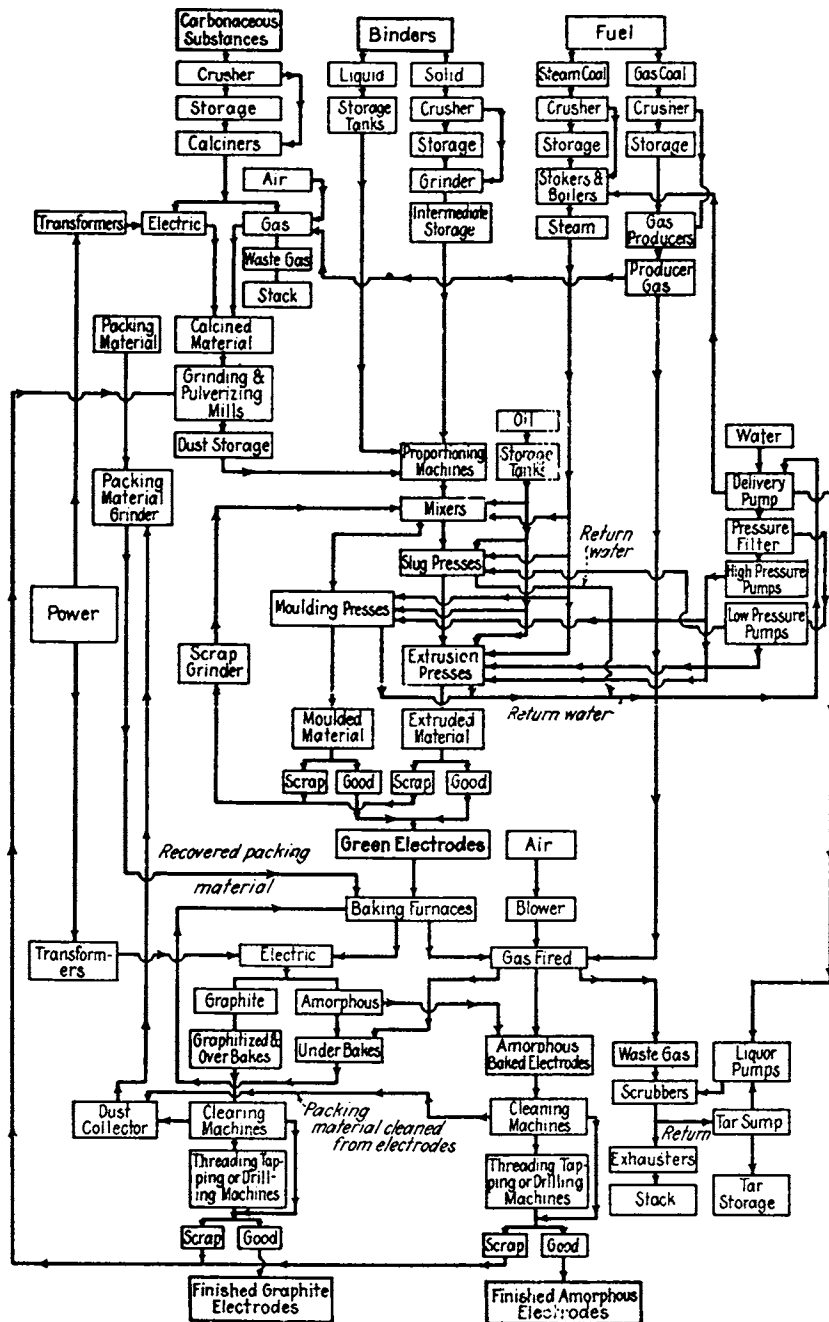 Carbonaceous
Substances
Binders
Fuel
Crusher
Liquid
Solid
Steam Coal
Gas Coal
Storage
Storage
Tanks
Crusher
Crusher
Crusher
Calciners
Storage
Storage
Storage
Air
Grinder
Stokers &
Boilers
Transformers
Electric
Gas
Intermediate
Storage
Steam
Gas
Producers
Waste Gas
Producer
Gas
Stack
Packing
Material
Calcined
Material
Grinding &
Pulverizing
Mills
Oil
Water
Dust Storage
Proportioning
Machines
Storage
Tanks
Packing
Material
Grinder
Delivery
Pump
Mixers
Return
water
Pressure
Filter
Slug Presses
High Pressure
Pumps
Power
Moulding Presses
Low Pressure
Pumps
Scrap
Grinder
Extrusion
Presses
Return water
Moulded
Material
Extruded
Material
Scrap
Good
Scrap
Good
Green Electrodes
Air
Recovered packing
material
Baking Furnaces
Blower
Transform-
ers
Electric
Gas Fired
Graphite
Amorphous
Graphitized &
Over Bakes
Under Bakes
Amorphous
Baked Electrodes
Waste Gas
Liquor
Pumps
Scrubbers
Dust
Collector
Clearing
Machines
Packing
material cleaned
from electrodes
Cleaning
Machines
Return
Tar Sump
Threading Tap-
ping or Drill-
ing Machines
Threading Tap-
ping or Drilling
Machines
Exhausters
Tar
Storage
Stack
Scrap
Good
Scrap
Good
Finished Graphite
Electrodes
Finished Amorphous
Electrodes